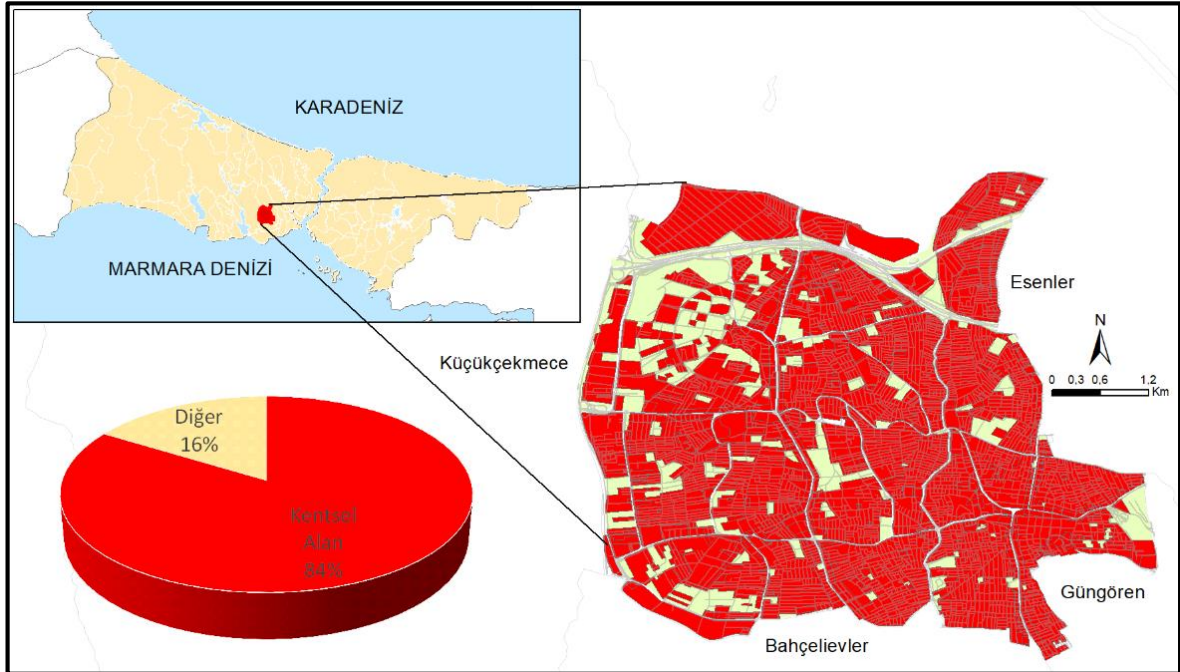 KARADENİZ
MARMARA DENİZİ
Esenler
N
Küçükçekmece
0 0,3 0,6 1,2
Km
Diğer
16%
Kentsel
Alan
84%
Güngören
Bahçelievler